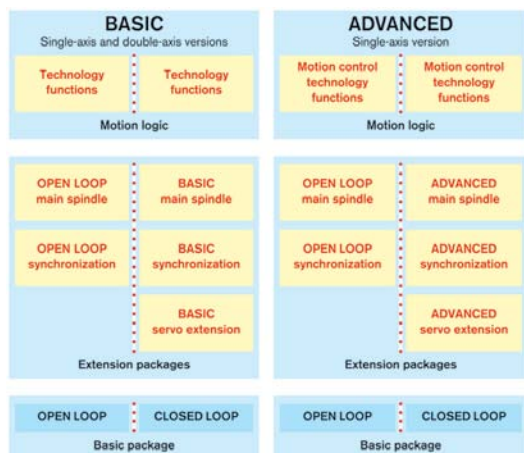 BASIC
Single-axis and double-axis versions
Technology
functions
Technology
functions
Motion logic
OPEN LOOP
main spindle
BASIC
main spindle
OPEN LOOP
synchronization
BASIC
synchronization
BASIC
servo extension
Extension packages
OPEN LOOP
CLOSED LOOP
Basic package
ADVANCED
Single-axis version
Motion control
technology
functions
Motion control
technology
functions
Motion logic
OPEN LOOP
main spindle
ADVANCED
main spindle
OPEN LOOP
synchronization
ADVANCED
synchronization
ADVANCED
servo extension
Extension packages
OPEN LOOP
CLOSED LOOP
Basic package